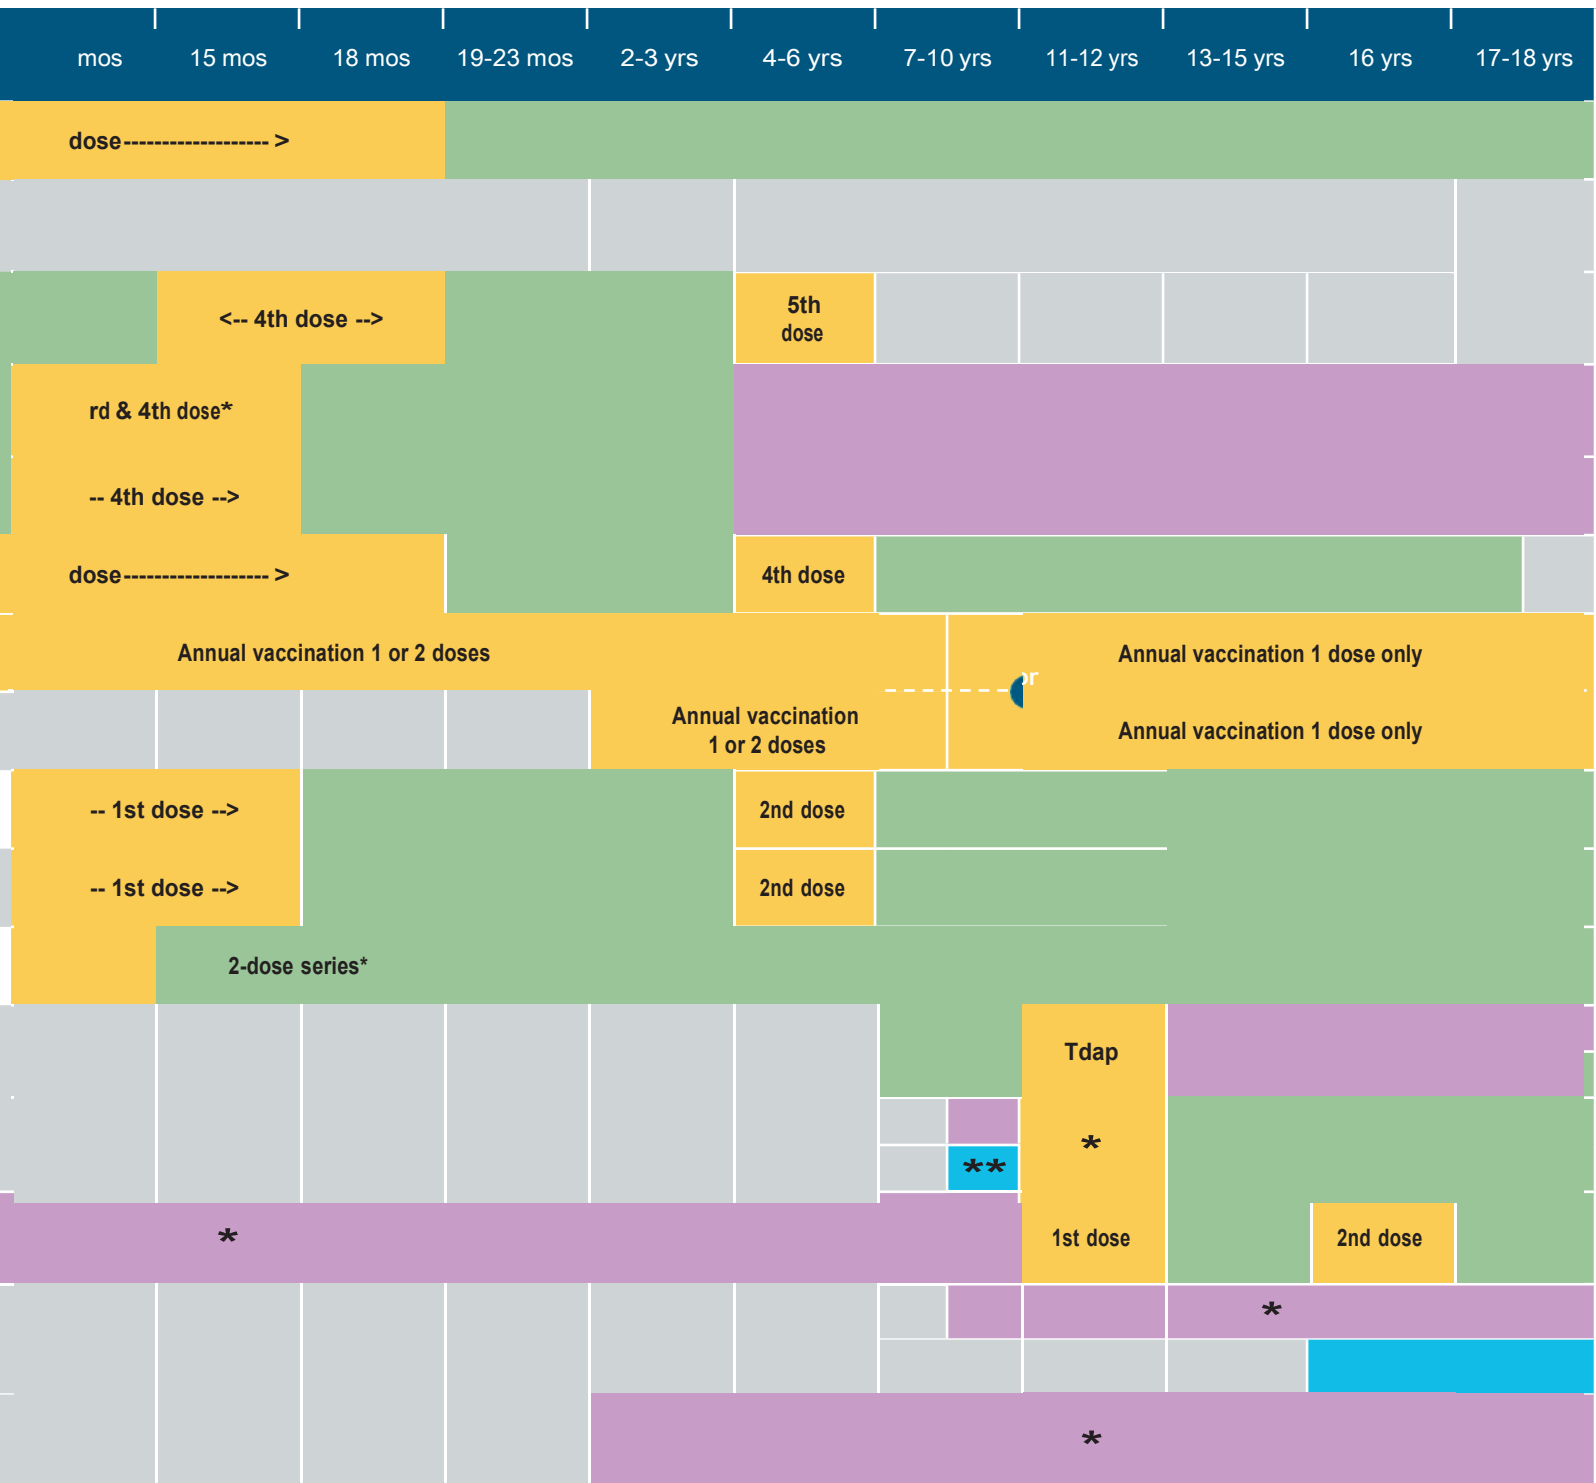 mos 15 mos 18 mos 19-23 mos 2-3 yrs 4-6 yrs 7-10 yrs 11-12 yrs 13-15 yrs 16 yrs 17-18 yrs
dose------------------- >
<-- 4th dose --> 5th
dose
rd & 4th dose*
-- 4th dose -->
dose------------------- > 4th dose
Annual vaccination 1 or 2 doses Annual vaccination 1 dose only
or
Annual vaccination
1 or 2 doses
Annual vaccination 1 dose only
-- 1st dose --> 2nd dose
-- 1st dose --> 2nd dose
2-dose series*
Tdap
*
**
* 1st dose 2nd dose
*
*